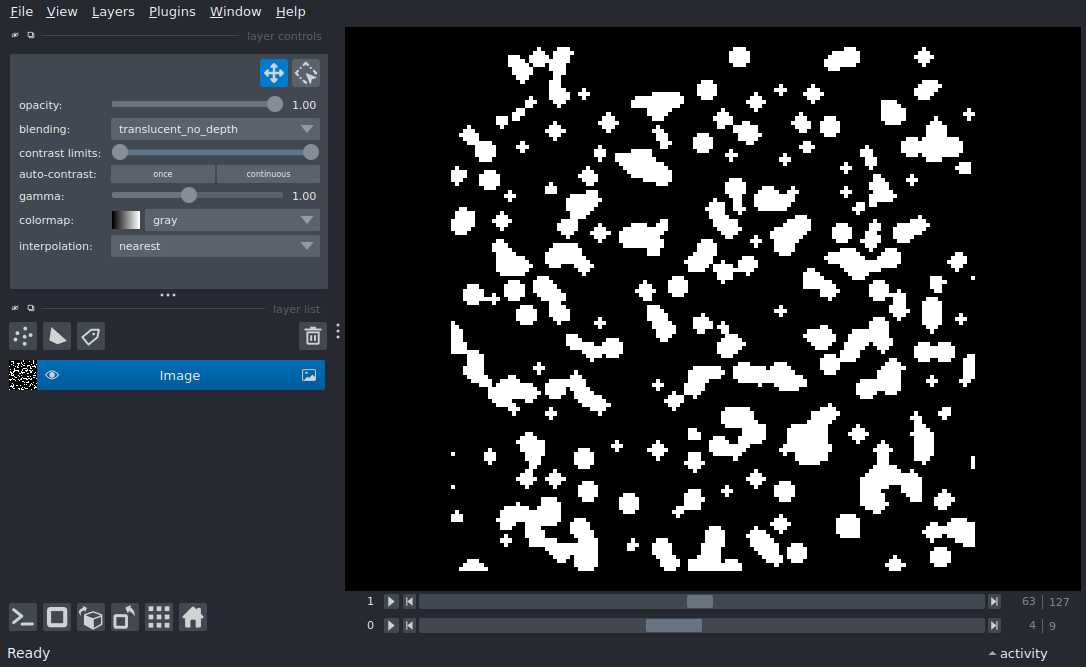 File View Layers Plugins Window Help
layer controls
opacity: 1.00
blending: translucent_no_depth
contrast limits:
auto-contrast: once continuous
gamma: 1.00
colormap: gray
interpolation: nearest
layer list
Image
1 63 127
0 4 9
Ready activity